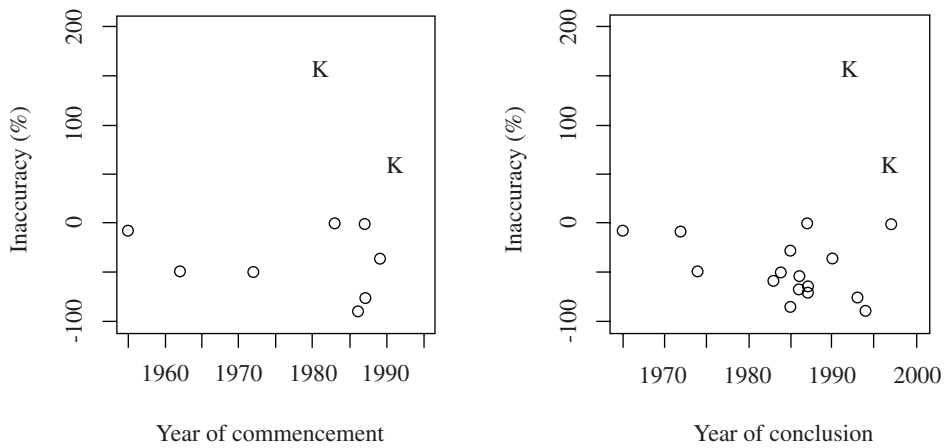 200
100
0
-100
Inaccuracy (%)
K
K
1960 1970 1980 1990
Year of commencement
200
100
0
-100
Inaccuracy (%)
K
K
1970 1980 1990 2000
Year of conclusion